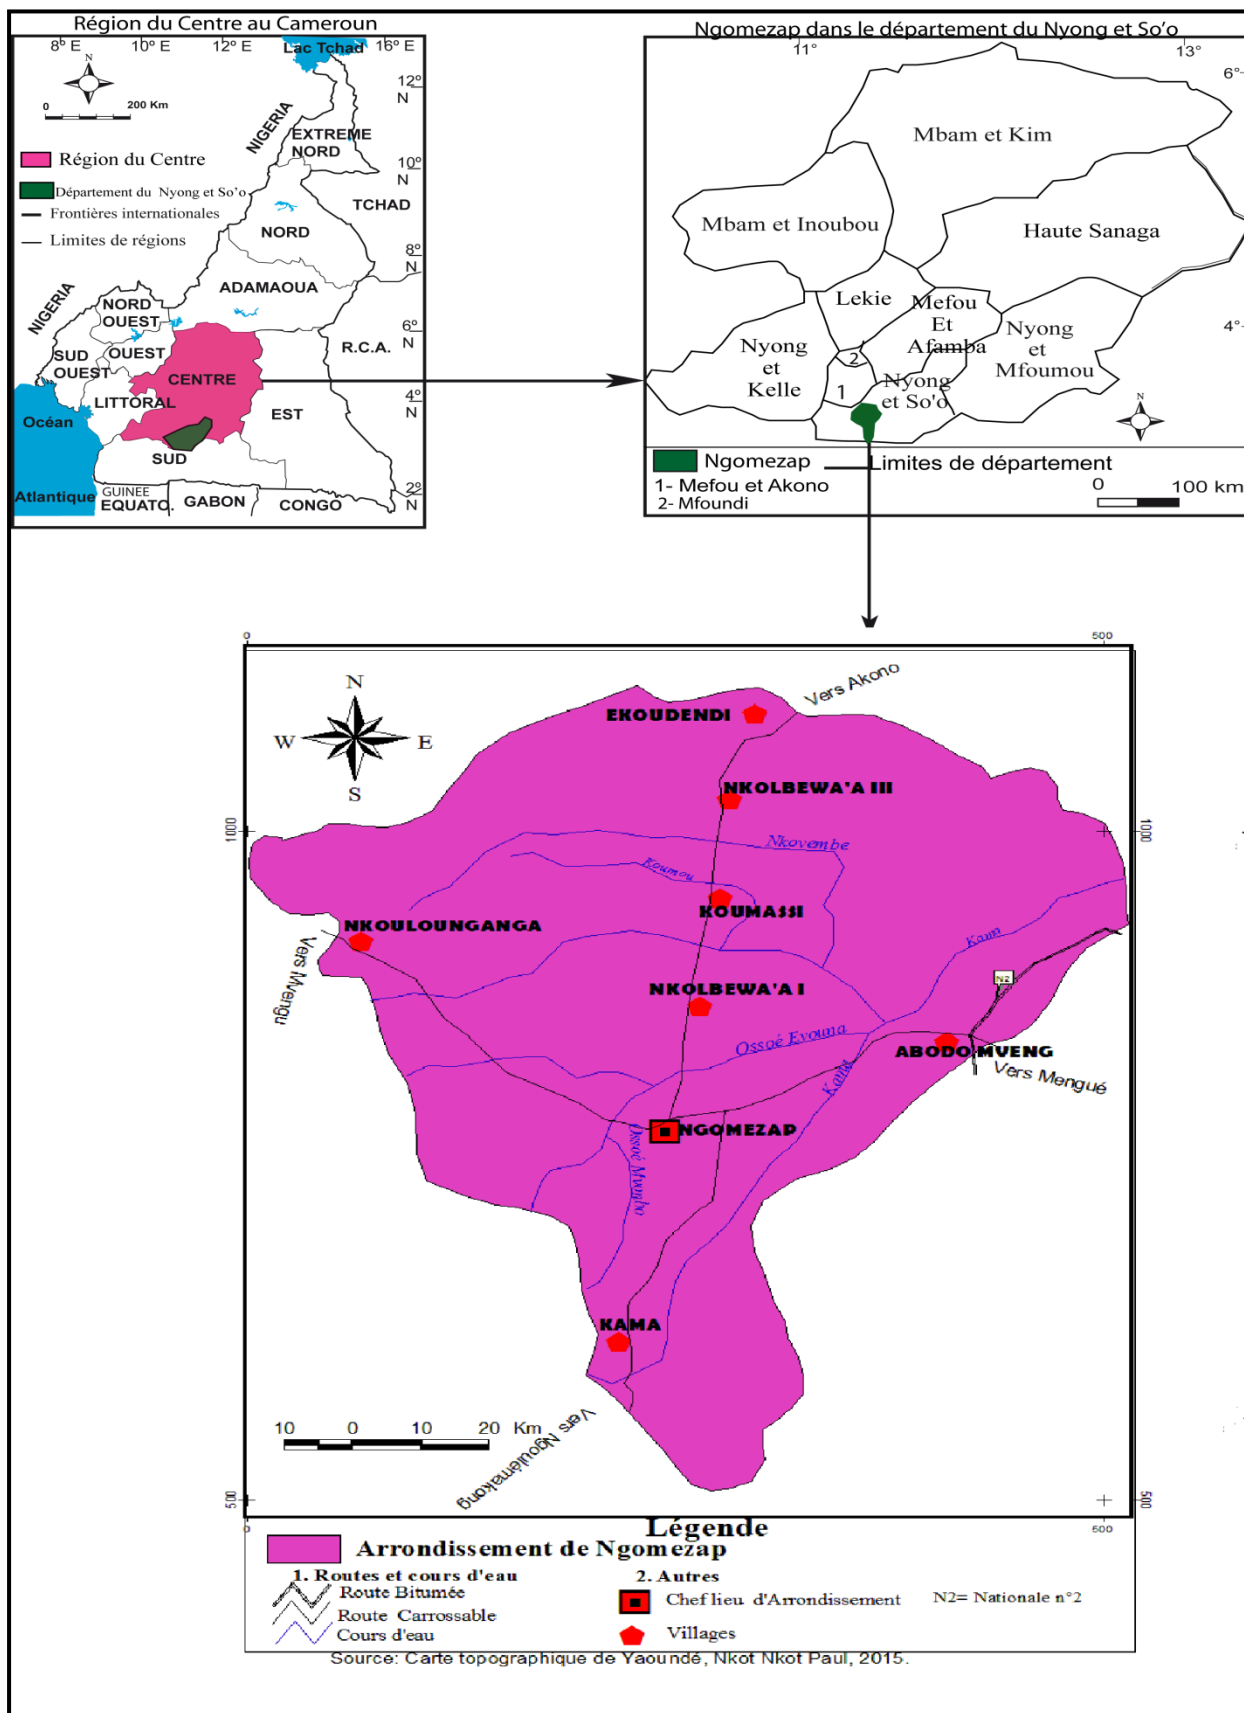 Région du Centre au Cameroun
8° E 10° E 12° E 16° E
Lac Tchad
N
0 200 Km
12°
N
NIGERIA
EXTREME
NORD
Région du Centre
10°
N
Département du Nyong et So'o
TCHAD
Frontières internationales
NORD
Limites de régions
8°
N
ADAMAOUA
NIGERIA
NORD
OUEST
6°
N
R.C.A.
SUD
OUEST
OUEST
CENTRE
LITTORAL
4°
N
EST
Océan
SUD
Atlantique
GUINEE
EQUATO.
GABON
CONGO
2°
N
Ngomezap dans le département du Nyong et So'o
11° 13°
6°
Mbam et Kim
Mbam et Inoubou
Haute Sanaga
Lekie
Mefou
Et
Afamba
4°
Nyong
et
Kelle
2
1
Nyong
et So'o
Nyong
et
Mfoumou
N
Ngomezap
Limites de département
1- Mefou et Akono
2- Mfoundi
0 100 km
0 500
N
W E
S
Vers Akono
EKOUDENDI
NKOLBEWA'A III
1000 1000
Nkovembe
Koumou
KOUMASSI
NKOULOUNGANGA
Kama
Vers Mvengu
N2
NKOLBEWA'A I
Ossoé Evouna
ABODO MVENG
Vers Mengué
Kama
NGOMEZAP
Ossoé Mvombo
KAMA
10 0 10 20 Km
Vers Ngoulémakong
500 500
0 500
Légende
Arrondissement de Ngomezap
1. Routes et cours d'eau
2. Autres
Route Bitumée
Chef lieu d'Arrondissement
N2= Nationale n°2
Route Carrossable
Cours d'eau
Villages
Source: Carte topographique de Yaoundé, Nkot Nkot Paul, 2015.